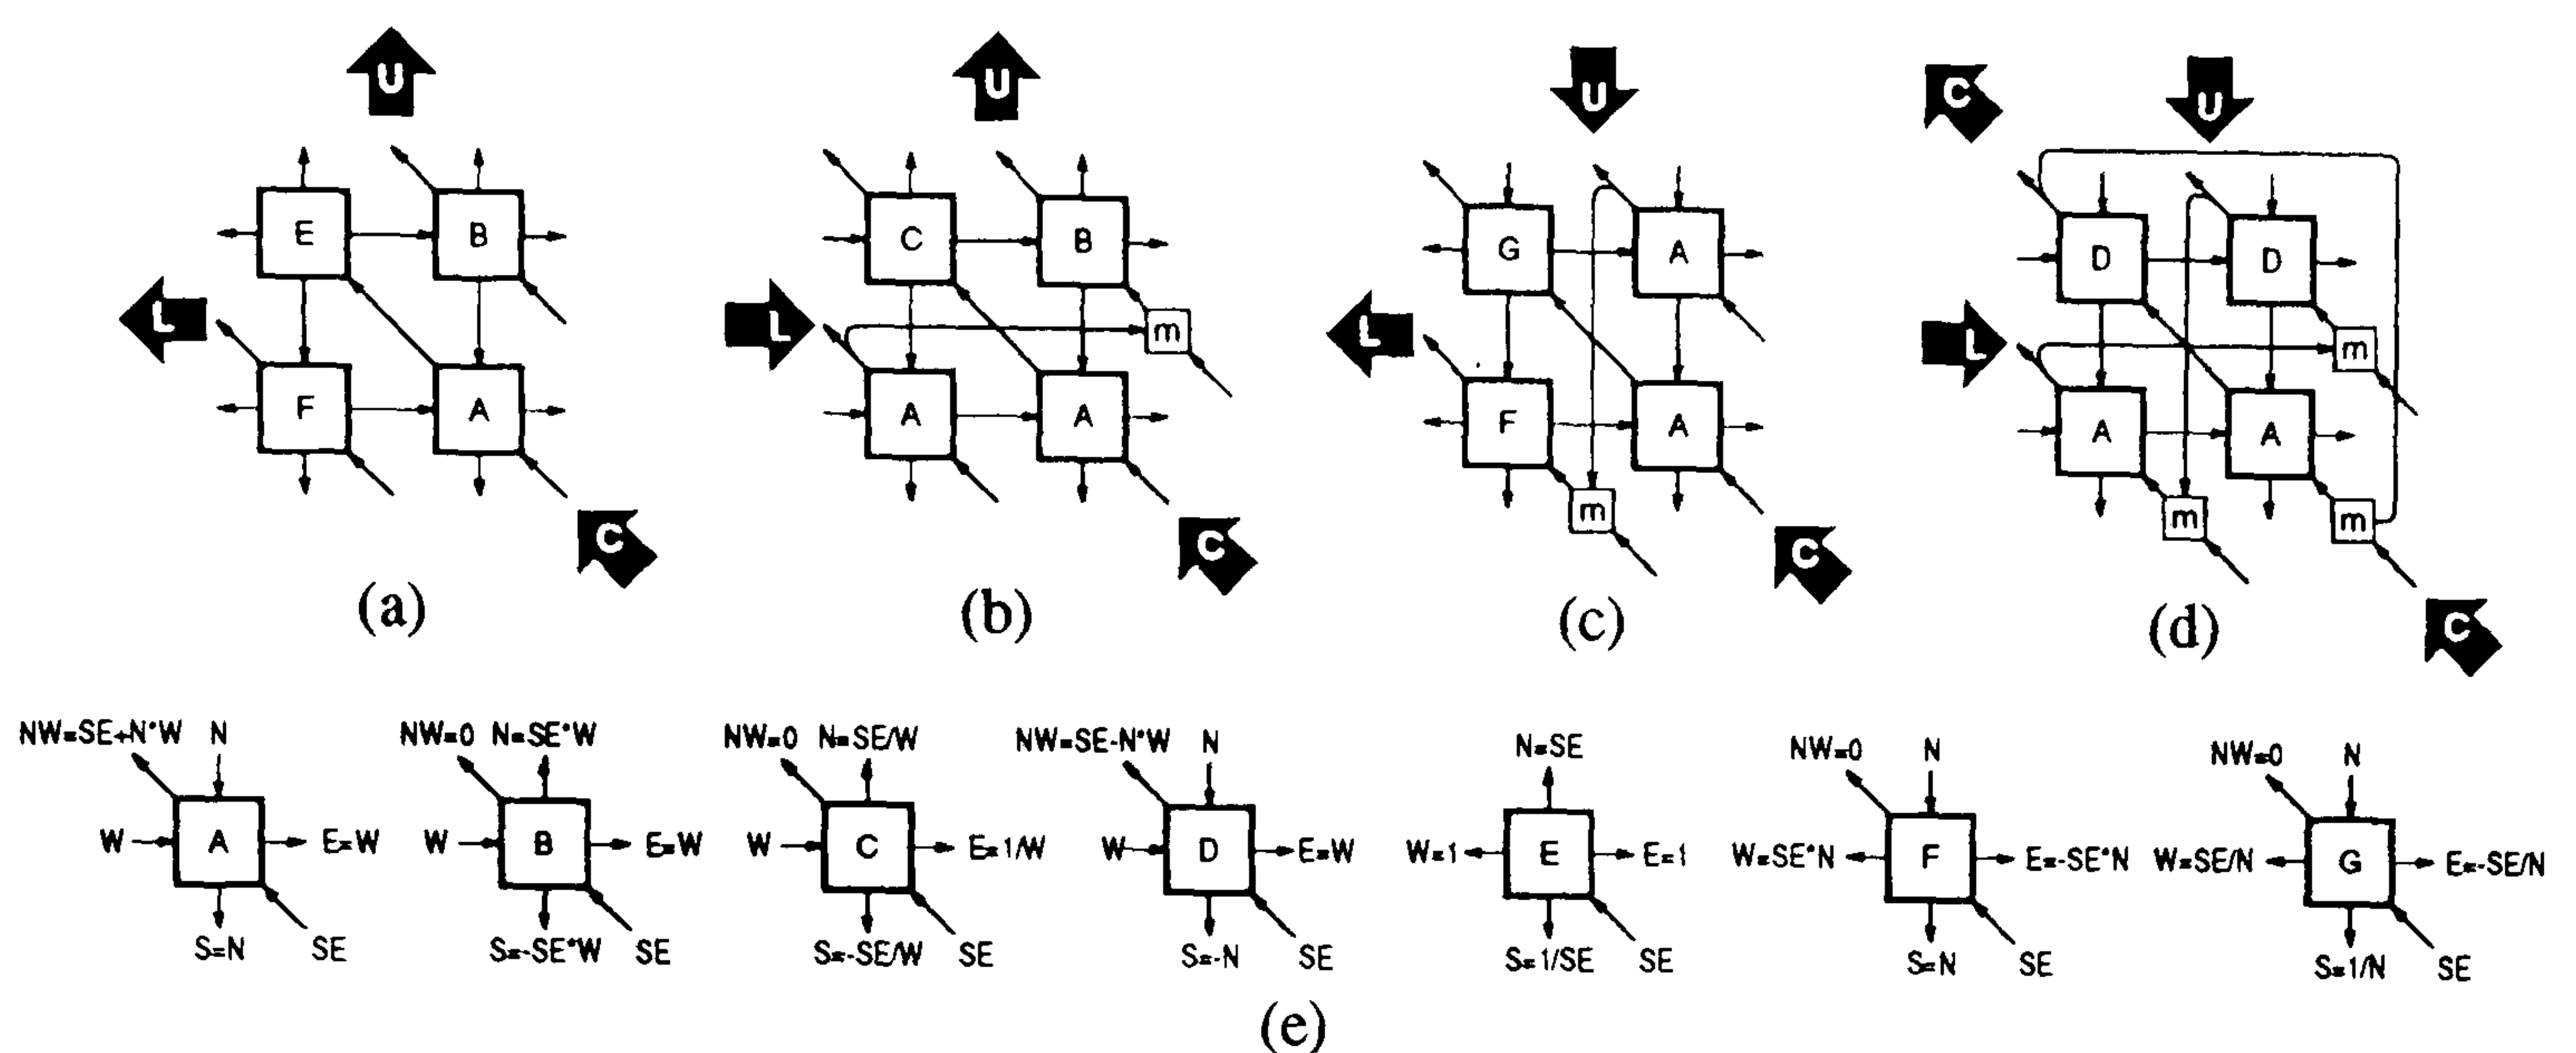 U U U C U
E B C B G A D D
L L L L
m m
F A A A F A A A
m m m
C C C C
(a) (b) (c) (d)
NW=SE+N*W N NW=0 N=SE*W NW=0 N=SE/W NW=SE-N*W N N=SE NW=0 N NW=0 N
W A E=W W B E=W W C E=1/W W D E=W W=1 E E=1 W=SE*N F E=-SE*N W=SE/N G E=-SE/N
S=N SE S=-SE*W SE S=-SE/W SE S=-N SE S=1/SE SE S=N SE S=1/N SE
(e)